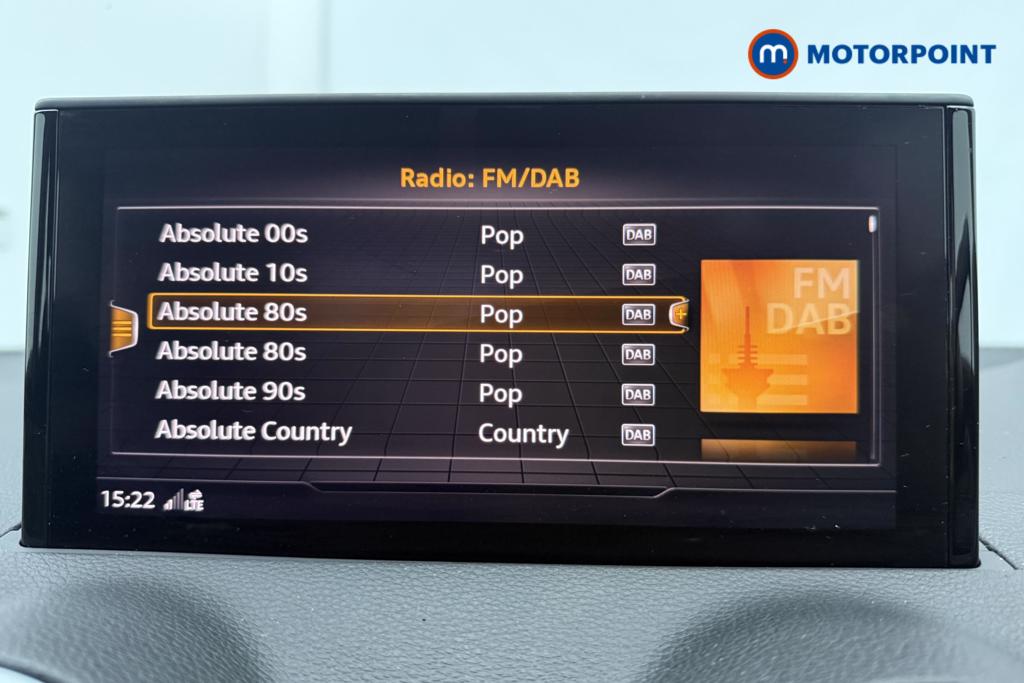 m. MOTORPOINT
Radio: FM/DAB
Absolute 00s Pop DAB
Absolute 10s Pop DAB
Absolute 80s Pop DAB +
Absolute 80s Pop DAB
Absolute 90s Pop DAB
Absolute Country Country DAB
FM
DAB
15:22 LTE